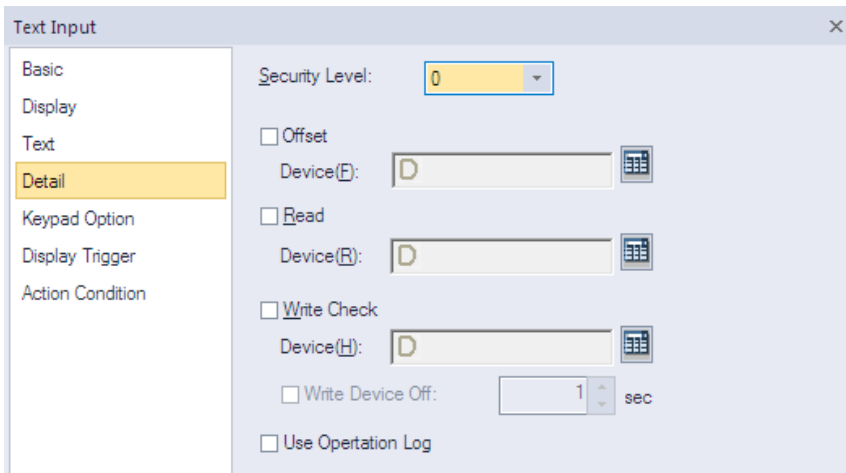 Text Input
Basic
Display
Text
Detail
Keypad Option
Display Trigger
Action Condition
Security Level: 0
Offset
Device(F): D
Read
Device(R): D
Write Check
Device(H): D
Write Device Off: 1 sec
Use Opertation Log